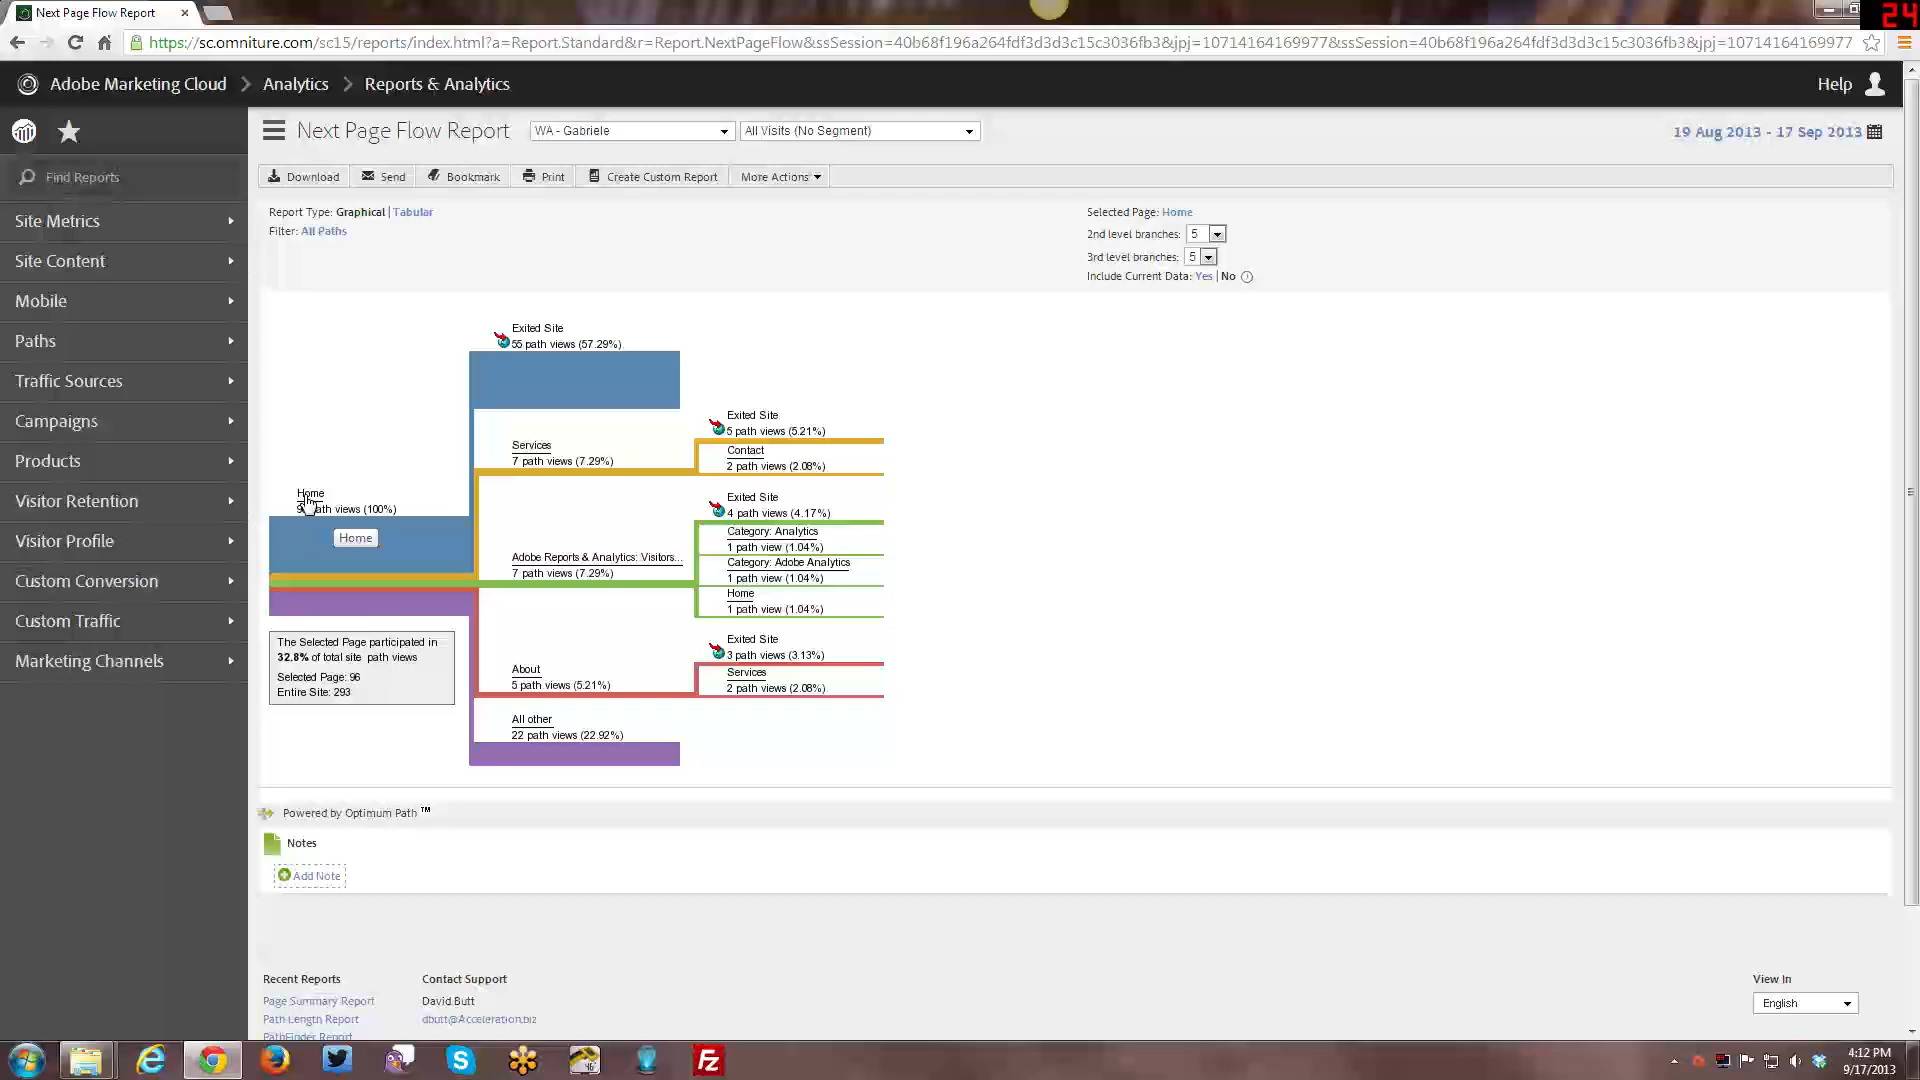 Next Page Flow Report
24
https://sc.omniture.com/sc15/reports/index.html?a=Report.Standard&r=Report.NextPageFlow&ssSession=40b68f196a264fdf3d3d3c15c3036fb3&jpj=10714164169977&ssSession=40b68f196a264fdf3d3d3c15c3036fb3&jpj=10714164169977
Adobe Marketing Cloud > Analytics > Reports & Analytics
Help
Next Page Flow Report
WA - Gabriele
All Visits (No Segment)
19 Aug 2013 - 17 Sep 2013
Find Reports
Site Metrics
Site Content
Mobile
Paths
Traffic Sources
Campaigns
Products
Visitor Retention
Visitor Profile
Custom Conversion
Custom Traffic
Marketing Channels
Download
Send
Bookmark
Print
Create Custom Report
More Actions
Report Type: Graphical | Tabular
Filter: All Paths
Selected Page: Home
2nd level branches: 5
3rd level branches: 5
Include Current Data: Yes | No
Home
path views (100%)
Home
The Selected Page participated in
32.8% of total site path views
Selected Page: 96
Entire Site: 293
Exited Site
55 path views (57.29%)
Services
7 path views (7.29%)
Adobe Reports & Analytics: Visitors...
7 path views (7.29%)
About
5 path views (5.21%)
All other
22 path views (22.92%)
Exited Site
5 path views (5.21%)
Contact
2 path views (2.08%)
Exited Site
4 path views (4.17%)
Category: Analytics
1 path view (1.04%)
Category: Adobe Analytics
1 path view (1.04%)
Home
1 path view (1.04%)
Exited Site
3 path views (3.13%)
Services
2 path views (2.08%)
Powered by Optimum Path ™
Notes
Add Note
Recent Reports
Page Summary Report
Path Length Report
PathFinder Report
Contact Support
David Butt
dbutt@Acceleration.biz
View In
English
4:12 PM
9/17/2013